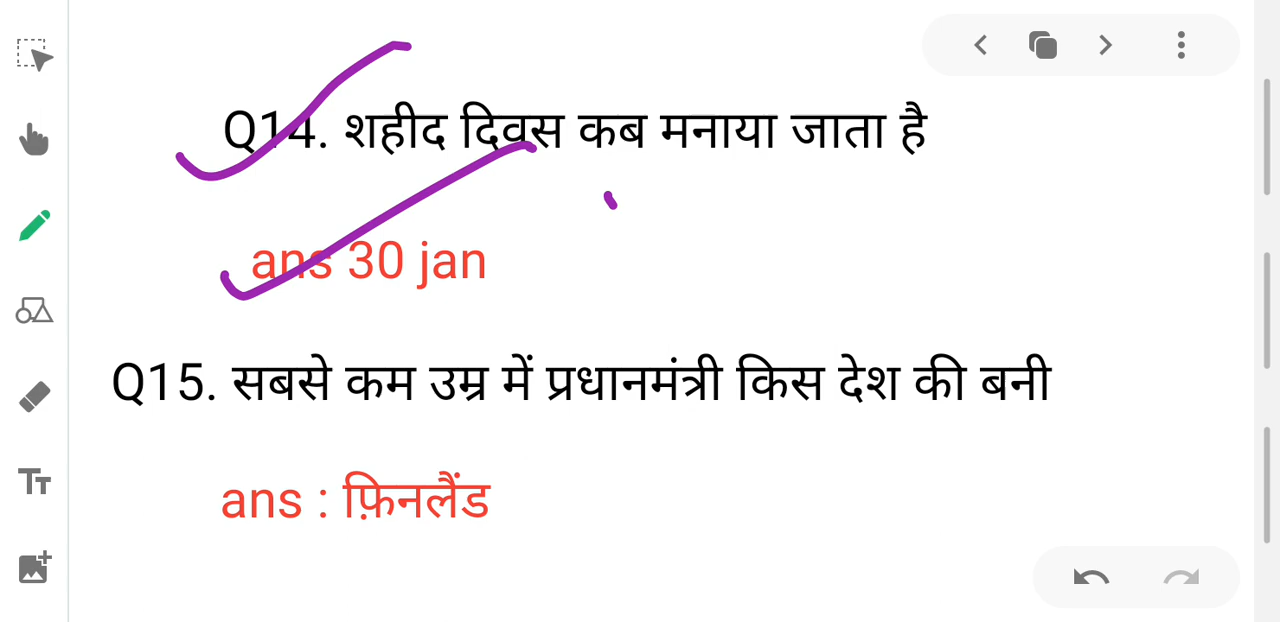 Q14. शहीद दिवस कब मनाया जाता है
ans 30 jan
Q15. सबसे कम उम्र में प्रधानमंत्री किस देश की बनी
ans : फ़िनलैंड